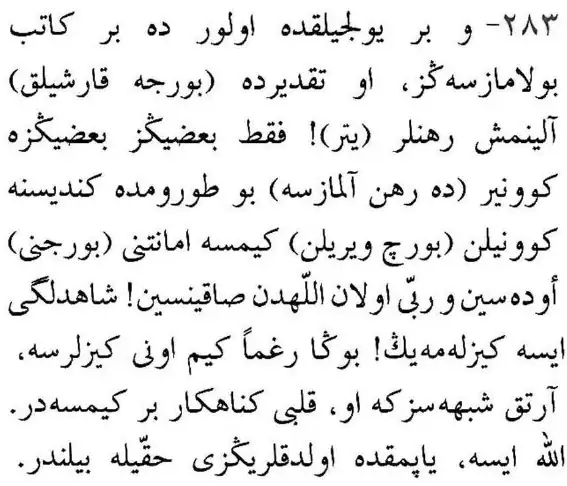 ٢٨٣- و بر يولجيلقده اولور ده بر كاتب
بولامازسه‌ڭز، او تقديرده (بورجه قارشيلق)
آلينمش رهنلر (يتر)! فقط بعضيڭز بعضيڭزه
كوونير (ده رهن آلمازسه) بو طورومده كنديسنه
كوونيلن (بورچ ويريلن) كيمسه امانتنى (بورجنى)
أوده‌سين و ربّى اولان اللّهدن صاقينسين! شاهدلگى
ايسه كيزله‌مه‌يڭ! بوڭا رغماً كيم اونى كيزلرسه،
آرتق شبهه‌سز كه او، قلبى كناهكار بر كيمسه‌در.
الله ايسه، ياپمقده اولدقلريڭزى حقّيله بيلندر.